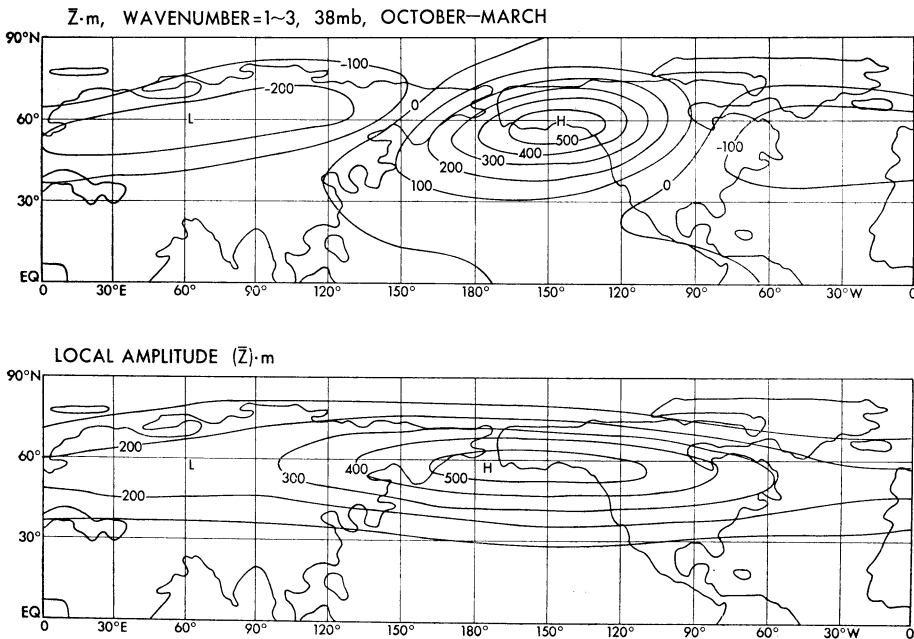 Z̄·m, WAVENUMBER=1~3, 38mb, OCTOBER—MARCH
90°N
-100
-200
0
60°
L
H
500
-100
400
300
200
100
0
30°
EQ
0 30°E 60° 90° 120° 150° 180° 150° 120° 90° 60° 30°W 0
LOCAL AMPLITUDE (Z̄)·m
90°N
200
60°
L
400
H
300
500
200
30°
EQ
0 30°E 60° 90° 120° 150° 180° 150° 120° 90° 60° 30°W 0